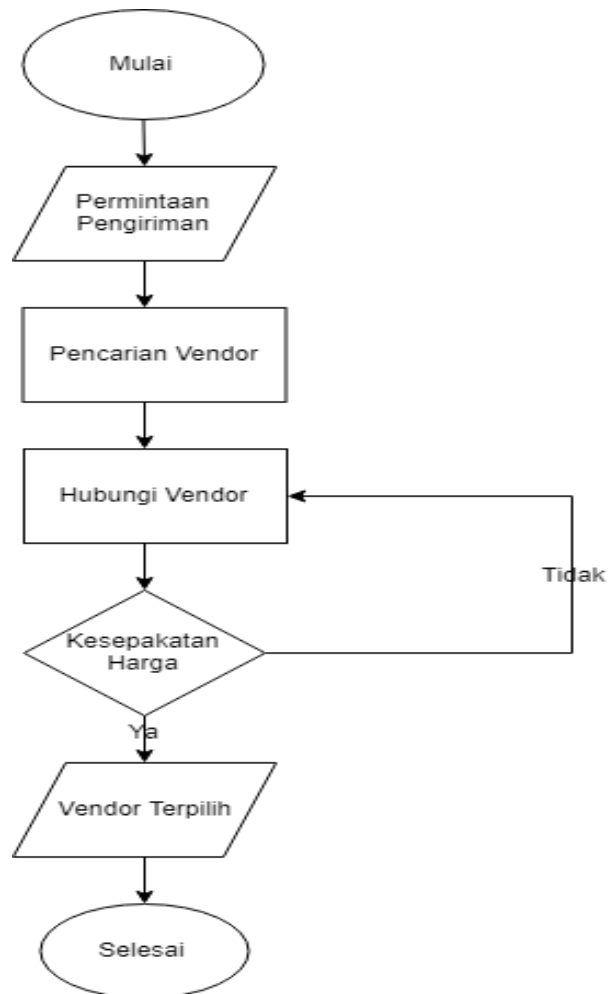 Mulai
Permintaan
Pengiriman
Pencarian Vendor
Hubungi Vendor
Tidak
Kesepakatan
Harga
Ya
Vendor Terpilih
Selesai